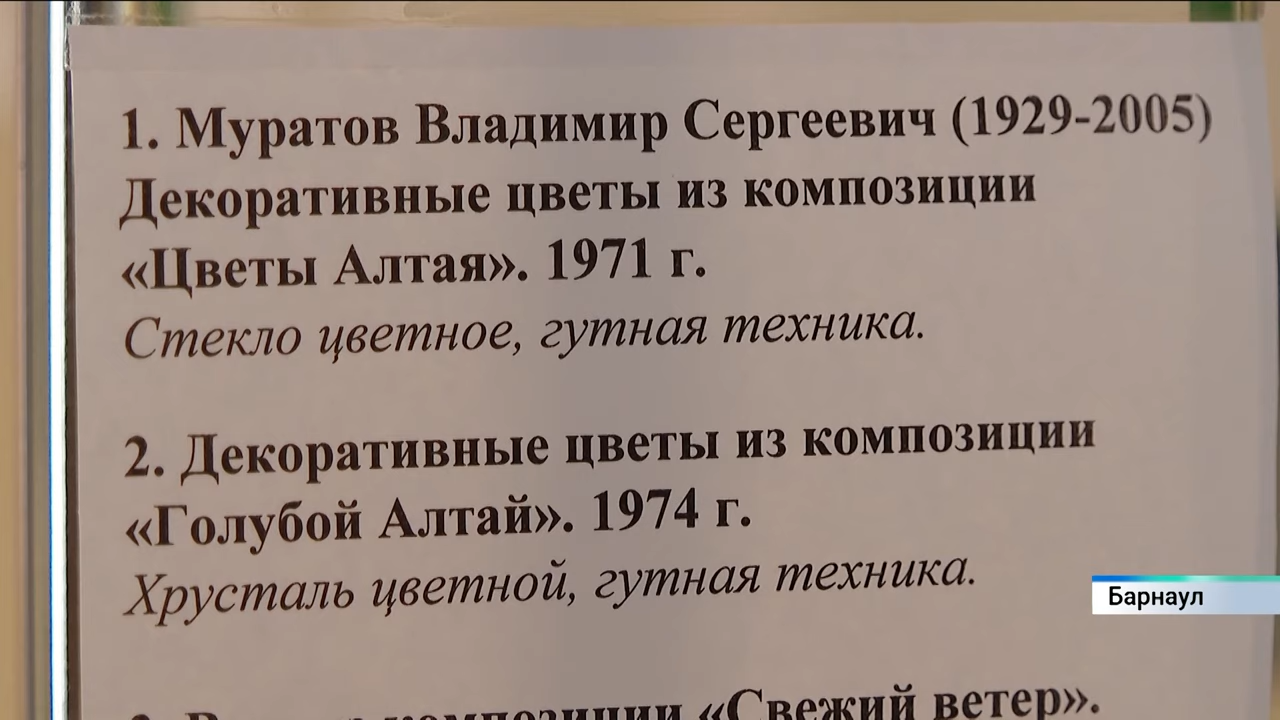 1. Муратов Владимир Сергеевич (1929-2005)
Декоративные цветы из композиции
«Цветы Алтая». 1971 г.
Стекло цветное, гутная техника.
2. Декоративные цветы из композиции
«Голубой Алтай». 1974 г.
Хрусталь цветной, гутная техника.
Барнаул
композиции «Свежий ветер».